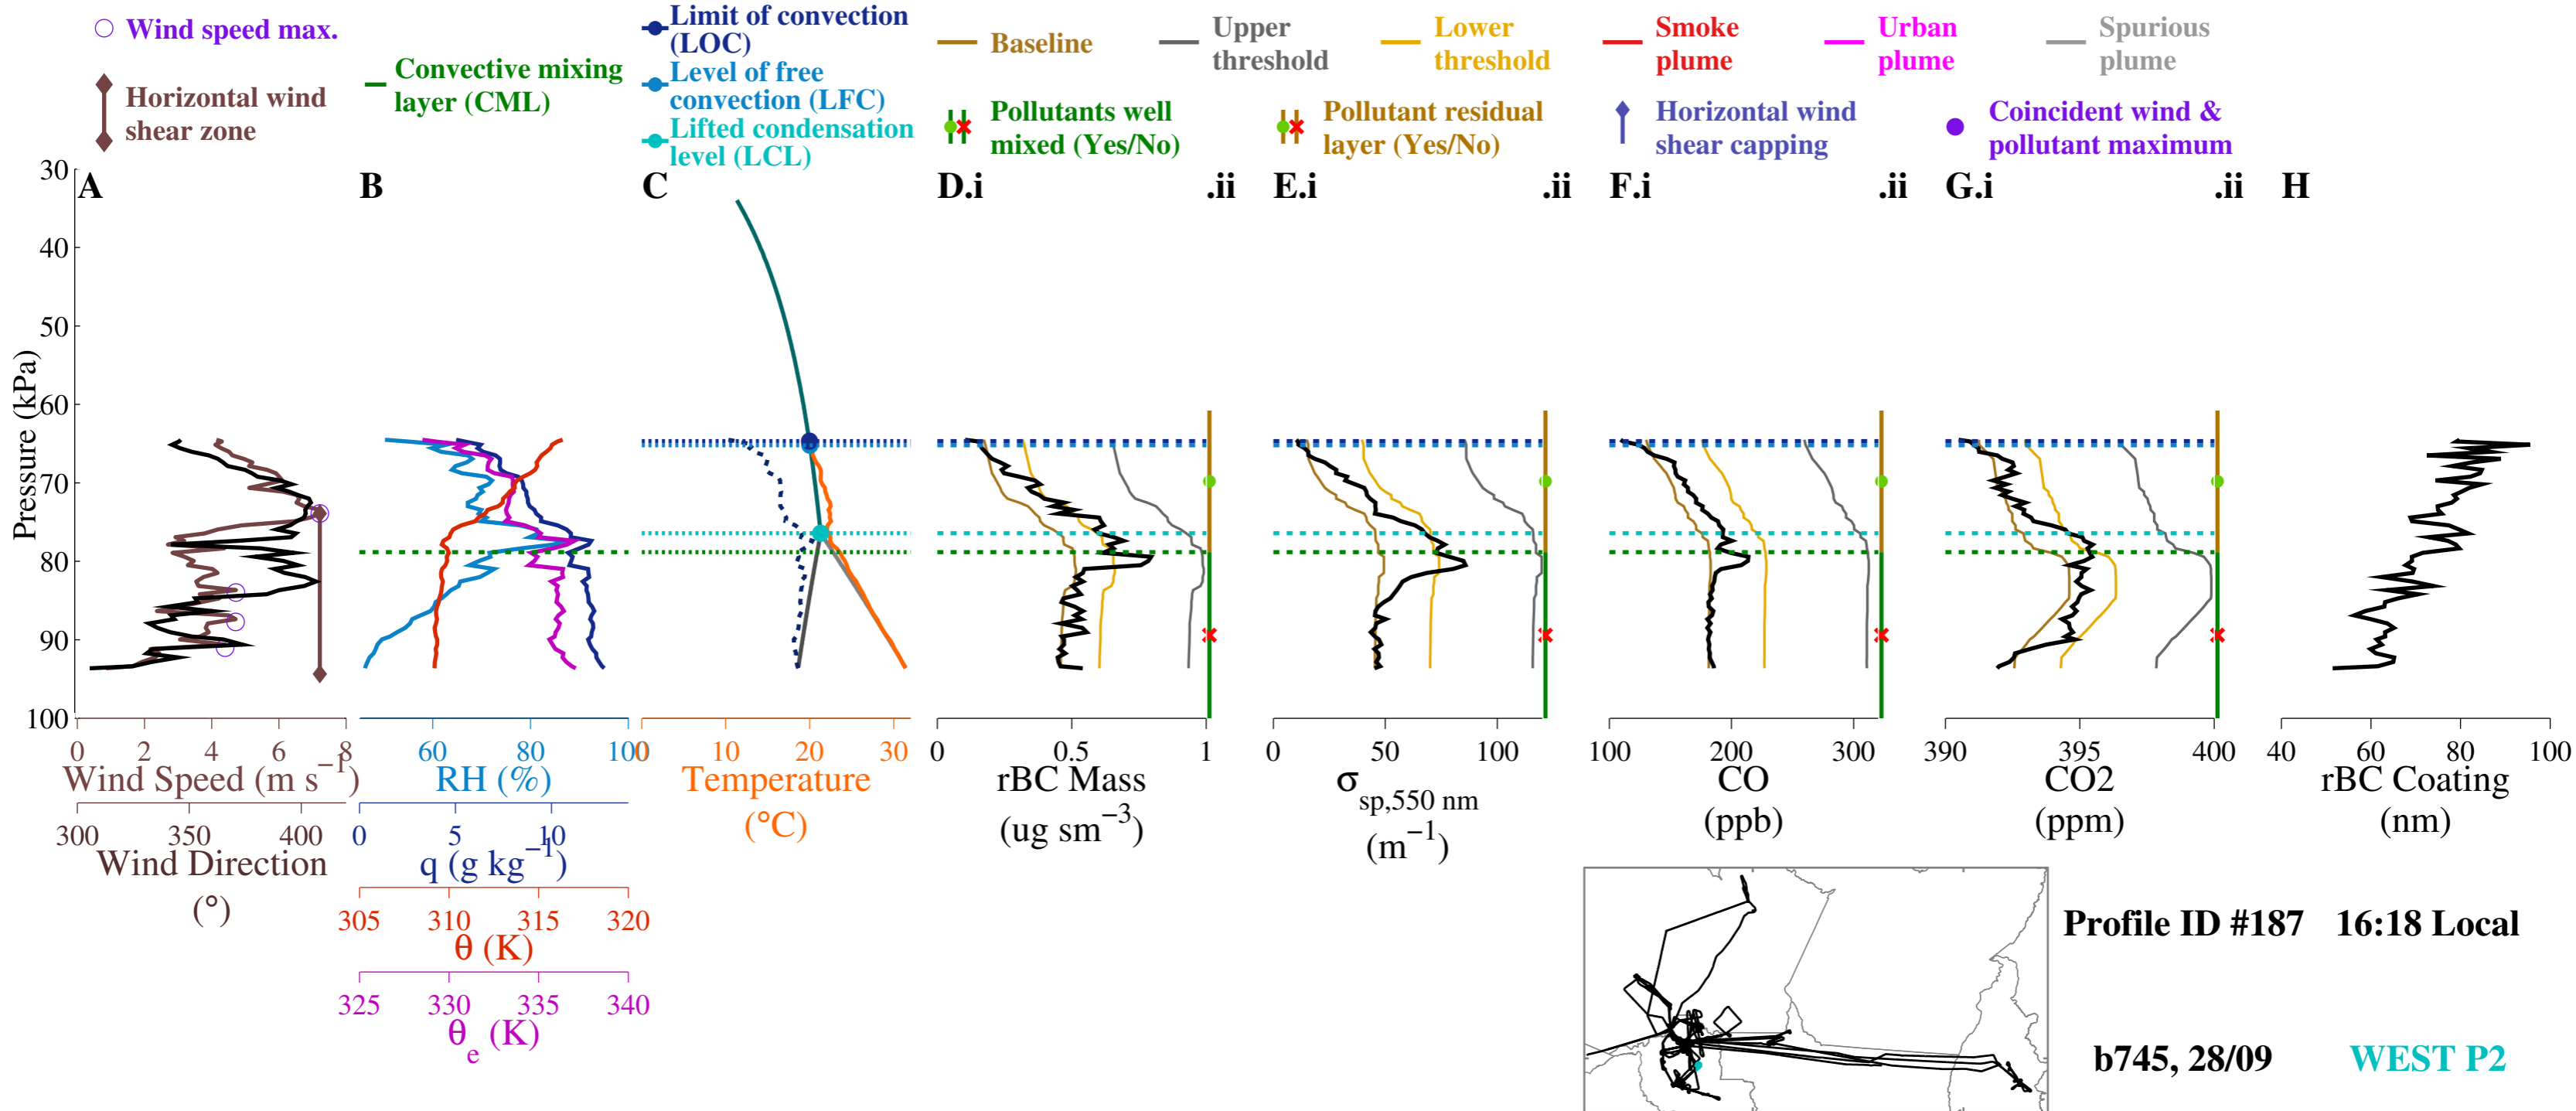 Wind speed max.
Horizontal wind
shear zone
Convective mixing
layer (CML)
Limit of convection
(LOC)
Level of free
convection (LFC)
Lifted condensation
level (LCL)
Baseline
Upper
threshold
Lower
threshold
Smoke
plume
Urban
plume
Spurious
plume
Pollutants well
mixed (Yes/No)
Pollutant residual
layer (Yes/No)
Horizontal wind
shear capping
Coincident wind &
pollutant maximum
A B C D.i .ii E.i .ii F.i .ii G.i .ii H
Pressure (kPa)
30
40
50
60
70
80
90
100
0 2 4 6 8
Wind Speed (m s−1)
300 350 400
Wind Direction
(°)
60 80 100
RH (%)
0 5 10
q (g kg−1)
305 310 315 320
θ (K)
325 330 335 340
θe (K)
0 10 20 30
Temperature
(°C)
0 0.5 1
rBC Mass
(ug sm−3)
0 50 100
σsp,550 nm
(m−1)
100 200 300
CO
(ppb)
390 395 400
CO2
(ppm)
40 60 80 100
rBC Coating
(nm)
Profile ID #187 16:18 Local
b745, 28/09 WEST P2